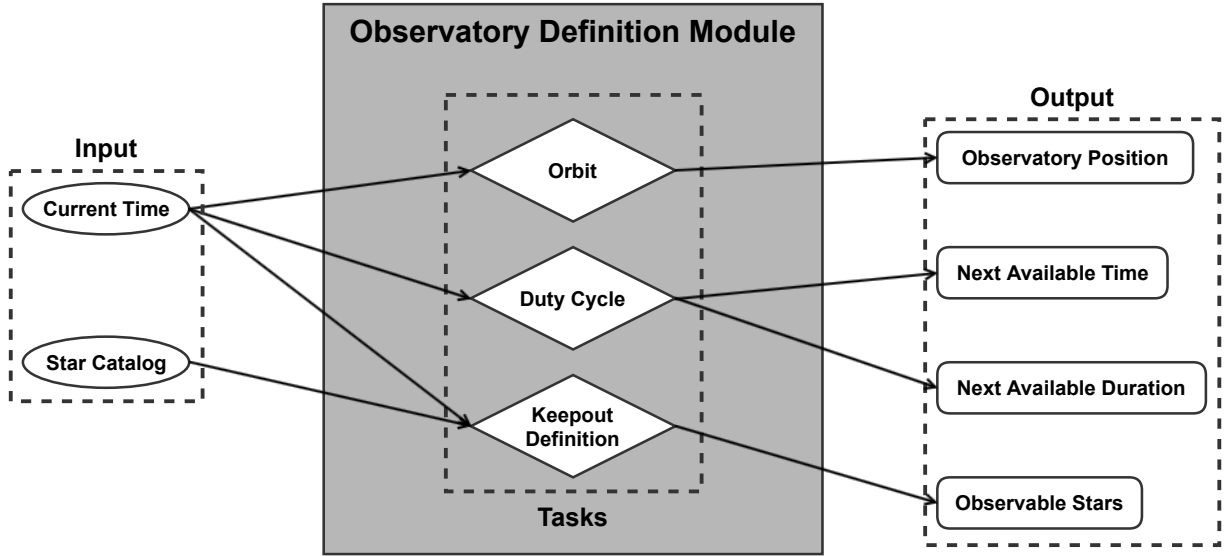 Observatory Definition Module
Input
Current Time
Star Catalog
Orbit
Duty Cycle
Keepout
Definition
Tasks
Output
Observatory Position
Next Available Time
Next Available Duration
Observable Stars